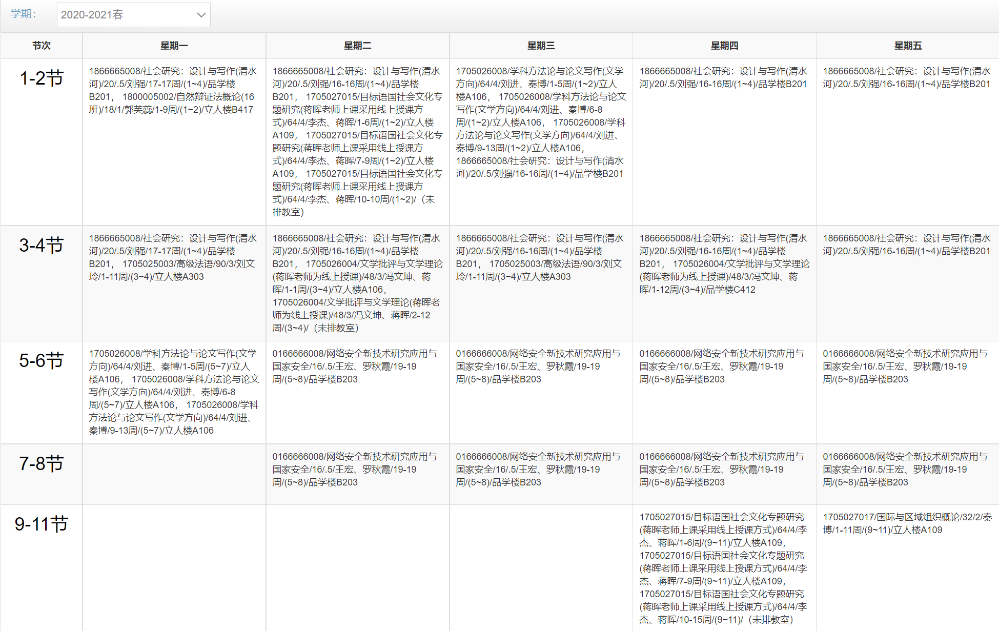 学期：
2020-2021春
节次
星期一
星期二
星期三
星期四
星期五
1-2节
1866665008/社会研究：设计与写作(清水
河)/20/.5/刘强/17-17周/(1~4)/品学楼
B201， 1800005002/自然辩证法概论(16
班)/18/1/郭芙蕊/1-9周/(1~2)/立人楼B417
1866665008/社会研究：设计与写作(清水
河)/20/.5/刘强/16-16周/(1~4)/品学楼
B201， 1705027015/目标语国社会文化专
题研究(蒋晖老师上课采用线上授课方
式)/64/4/李杰、蒋晖/1-6周/(1~2)/立人楼
A109， 1705027015/目标语国社会文化专
题研究(蒋晖老师上课采用线上授课方
式)/64/4/李杰、蒋晖/7-9周/(1~2)/立人楼
A109， 1705027015/目标语国社会文化专
题研究(蒋晖老师上课采用线上授课方
式)/64/4/李杰、蒋晖/10-10周/(1~2)/（未
排教室）
1705026008/学科方法论与论文写作(文学
方向)/64/4/刘进、秦博/1-5周/(1~2)/立人
楼A106， 1705026008/学科方法论与论文
写作(文学方向)/64/4/刘进、秦博/6-8
周/(1~2)/立人楼A106， 1705026008/学科
方法论与论文写作(文学方向)/64/4/刘进、
秦博/9-13周/(1~2)/立人楼A106，
1866665008/社会研究：设计与写作(清水
河)/20/.5/刘强/16-16周/(1~4)/品学楼B201
1866665008/社会研究：设计与写作(清水
河)/20/.5/刘强/16-16周/(1~4)/品学楼B201
1866665008/社会研究：设计与写作(清水
河)/20/.5/刘强/16-16周/(1~4)/品学楼B201
3-4节
1866665008/社会研究：设计与写作(清水
河)/20/.5/刘强/17-17周/(1~4)/品学楼
B201， 1705025003/高级法语/90/3/刘文
玲/1-11周/(3~4)/立人楼A303
1866665008/社会研究：设计与写作(清水
河)/20/.5/刘强/16-16周/(1~4)/品学楼
B201， 1705026004/文学批评与文学理论
(蒋晖老师为线上授课)/48/3/冯文坤、蒋
晖/1-1周/(3~4)/立人楼A106，
1705026004/文学批评与文学理论(蒋晖老
师为线上授课)/48/3/冯文坤、蒋晖/2-12
周/(3~4)/（未排教室）
1866665008/社会研究：设计与写作(清水
河)/20/.5/刘强/16-16周/(1~4)/品学楼
B201， 1705025003/高级法语/90/3/刘文
玲/1-11周/(3~4)/立人楼A303
1866665008/社会研究：设计与写作(清水
河)/20/.5/刘强/16-16周/(1~4)/品学楼
B201， 1705026004/文学批评与文学理论
(蒋晖老师为线上授课)/48/3/冯文坤、蒋
晖/1-12周/(3~4)/品学楼C412
1866665008/社会研究：设计与写作(清水
河)/20/.5/刘强/16-16周/(1~4)/品学楼B201
5-6节
1705026008/学科方法论与论文写作(文学
方向)/64/4/刘进、秦博/1-5周/(5~7)/立人
楼A106， 1705026008/学科方法论与论文
写作(文学方向)/64/4/刘进、秦博/6-8
周/(5~7)/立人楼A106， 1705026008/学科
方法论与论文写作(文学方向)/64/4/刘进、
秦博/9-13周/(5~7)/立人楼A106
0166666008/网络安全新技术研究应用与
国家安全/16/.5/王宏、罗秋霞/19-19
周/(5~8)/品学楼B203
0166666008/网络安全新技术研究应用与
国家安全/16/.5/王宏、罗秋霞/19-19
周/(5~8)/品学楼B203
0166666008/网络安全新技术研究应用与
国家安全/16/.5/王宏、罗秋霞/19-19
周/(5~8)/品学楼B203
0166666008/网络安全新技术研究应用与
国家安全/16/.5/王宏、罗秋霞/19-19
周/(5~8)/品学楼B203
7-8节
0166666008/网络安全新技术研究应用与
国家安全/16/.5/王宏、罗秋霞/19-19
周/(5~8)/品学楼B203
0166666008/网络安全新技术研究应用与
国家安全/16/.5/王宏、罗秋霞/19-19
周/(5~8)/品学楼B203
0166666008/网络安全新技术研究应用与
国家安全/16/.5/王宏、罗秋霞/19-19
周/(5~8)/品学楼B203
0166666008/网络安全新技术研究应用与
国家安全/16/.5/王宏、罗秋霞/19-19
周/(5~8)/品学楼B203
9-11节
1705027015/目标语国社会文化专题研究
(蒋晖老师上课采用线上授课方式)/64/4/李
杰、蒋晖/1-6周/(9~11)/立人楼A109，
1705027015/目标语国社会文化专题研究
(蒋晖老师上课采用线上授课方式)/64/4/李
杰、蒋晖/7-9周/(9~11)/立人楼A109，
1705027015/目标语国社会文化专题研究
(蒋晖老师上课采用线上授课方式)/64/4/李
杰、蒋晖/10-15周/(9~11)/（未排教室）
1705027017/国际与区域组织概论/32/2/秦
博/1-11周/(9~11)/立人楼A109